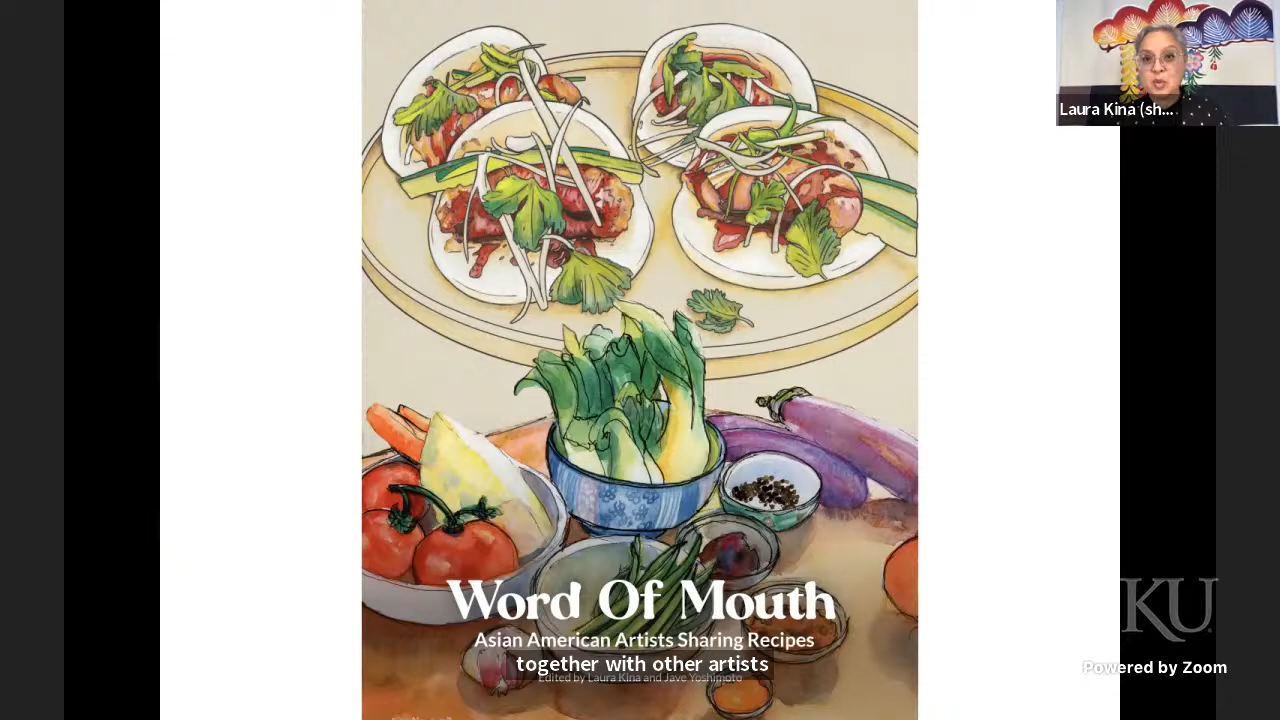 Laura Kina (sh...
Word Of Mouth
Asian American Artists Sharing Recipes
together with other artists
Edited by Laura Kina and Jave Yoshimoto
KU
Powered by Zoom